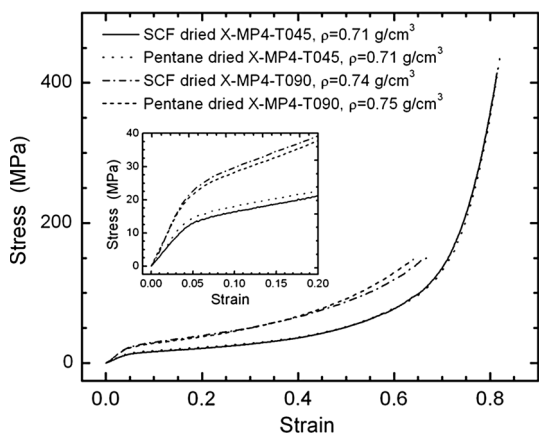 SCF dried X-MP4-T045, ρ=0.71 g/cm³
Pentane dried X-MP4-T045, ρ=0.71 g/cm³
SCF dried X-MP4-T090, ρ=0.74 g/cm³
Pentane dried X-MP4-T090, ρ=0.75 g/cm³
400
200
0
Stress (MPa)
40
30
20
10
0
Stress (MPa)
0.00 0.05 0.10 0.15 0.20
Strain
0.0 0.2 0.4 0.6 0.8
Strain